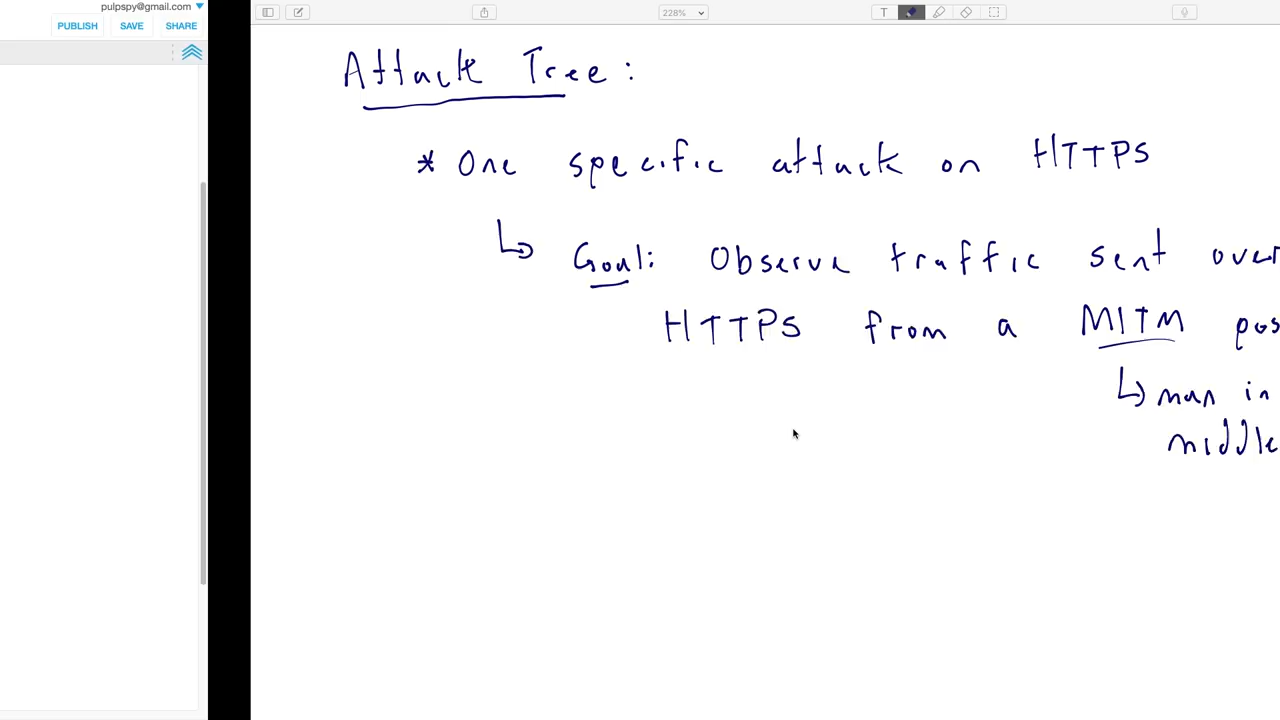 pulpspy@gmail.com
PUBLISH SAVE SHARE
228%
T
Attack Tree:
* One specific attack on HTTPS
Goal: Observe traffic sent over
HTTPS from a MITM pos
man in
middle